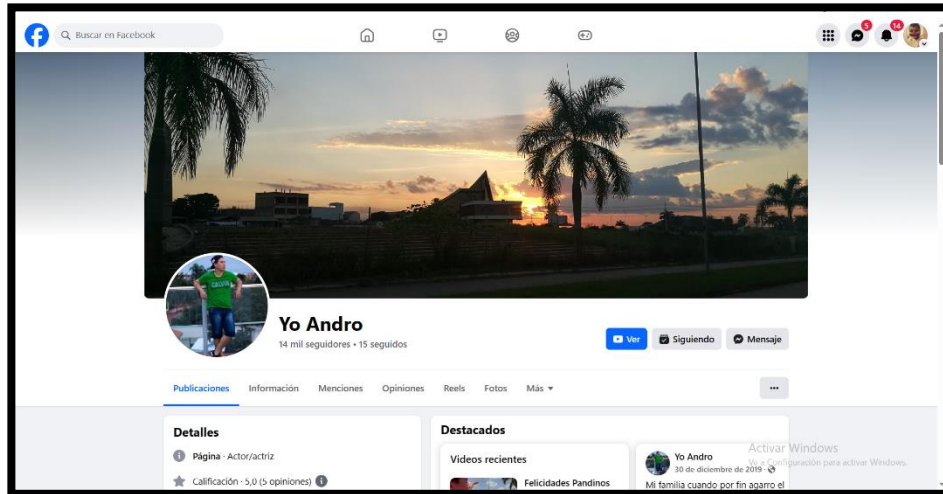 Buscar en Facebook
5
14
CALVIN
Yo Andro
14 mil seguidores • 15 seguidos
Ver
Siguiendo
Mensaje
Publicaciones
Información
Menciones
Opiniones
Reels
Fotos
Más
Detalles
Página · Actor/actriz
Calificación · 5,0 (5 opiniones)
Destacados
Videos recientes
Felicidades Pandinos
Yo Andro
30 de diciembre de 2019 ·
Mi familia cuando por fin agarro el
Activar Windows
Ve a Configuración para activar Windows.